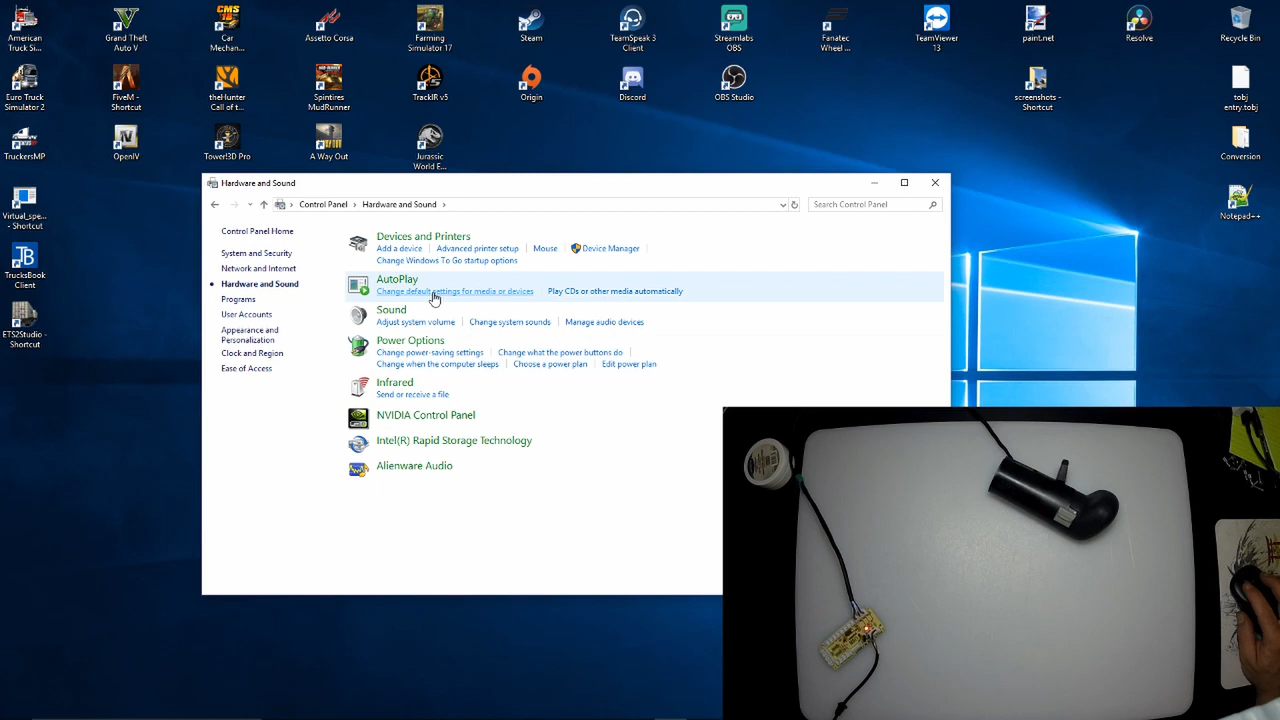 American
Truck Si...
Grand Theft
Auto V
Car
Mechan...
Assetto Corsa
Farming
Simulator 17
Steam
TeamSpeak 3
Client
Streamlabs
OBS
Fanatec
Wheel ...
TeamViewer
13
paint.net
Resolve
Recycle Bin
Euro Truck
Simulator 2
FiveM -
Shortcut
theHunter
Call of t...
Spintires
MudRunner
TrackIR v5
Origin
Discord
OBS Studio
screenshots -
Shortcut
tobj
entry.tobj
TruckersMP
OpenIV
Tower!3D Pro
A Way Out
Jurassic
World E...
Conversion
Virtual_spe...
- Shortcut
Notepad++
TrucksBook
Client
ETS2Studio -
Shortcut
Hardware and Sound
Control Panel > Hardware and Sound >
Search Control Panel
Control Panel Home
System and Security
Network and Internet
Hardware and Sound
Programs
User Accounts
Appearance and
Personalization
Clock and Region
Ease of Access
Devices and Printers
Add a device | Advanced printer setup | Mouse | Device Manager |
Change Windows To Go startup options
AutoPlay
Change default settings for media or devices Play CDs or other media automatically
Sound
Adjust system volume | Change system sounds | Manage audio devices
Power Options
Change power-saving settings | Change what the power buttons do |
Change when the computer sleeps | Choose a power plan | Edit power plan
Infrared
Send or receive a file
NVIDIA Control Panel
Intel(R) Rapid Storage Technology
Alienware Audio